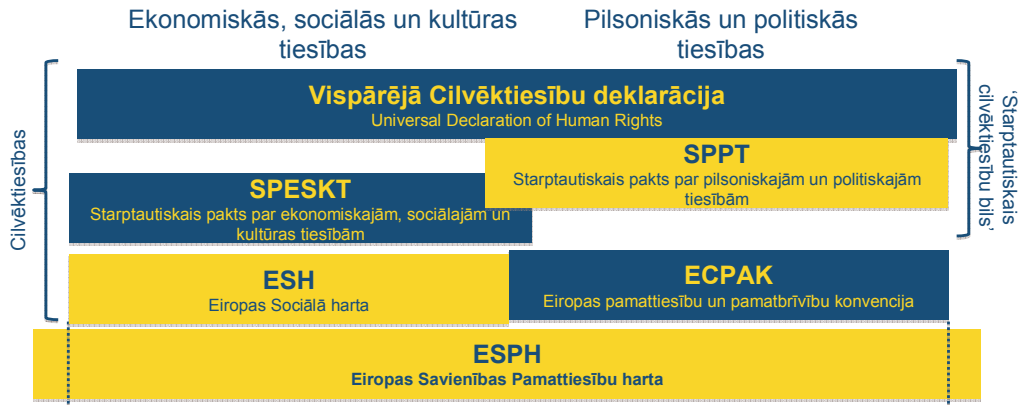 Ekonomiskās, sociālās un kultūras
tiesības
Pilsoniskās un politiskās
tiesības
Vispārējā Cilvēktiesību deklarācija
Universal Declaration of Human Rights
SPPT
Starptautiskais pakts par pilsoniskajām un politiskajām
tiesībām
SPESKT
Starptautiskais pakts par ekonomiskajām, sociālajām un
kultūras tiesībām
ESH
Eiropas Sociālā harta
ECPAK
Eiropas pamattiesību un pamatbrīvību konvencija
ESPH
Eiropas Savienības Pamattiesību harta
Cilvēktiesības
‘Starptautiskais
cilvēktiesību bils’